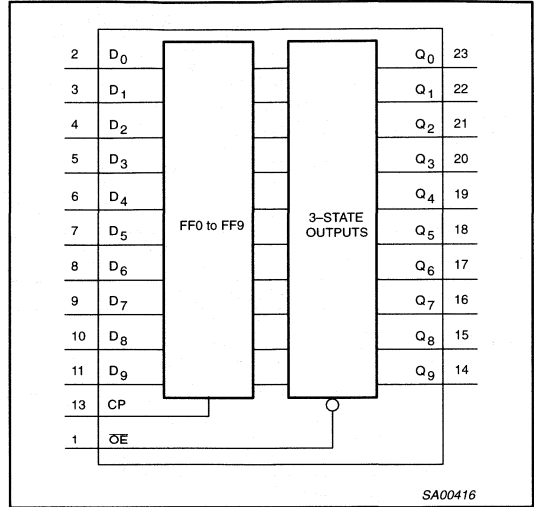 2 D0 Q0 23
3 D1 Q1 22
4 D2 Q2 21
5 D3 Q3 20
6 D4 Q4 19
7 D5 FF0 to FF9 3–STATE OUTPUTS Q5 18
8 D6 Q6 17
9 D7 Q7 16
10 D8 Q8 15
11 D9 Q9 14
13 CP
1 O̅E̅
SA00416